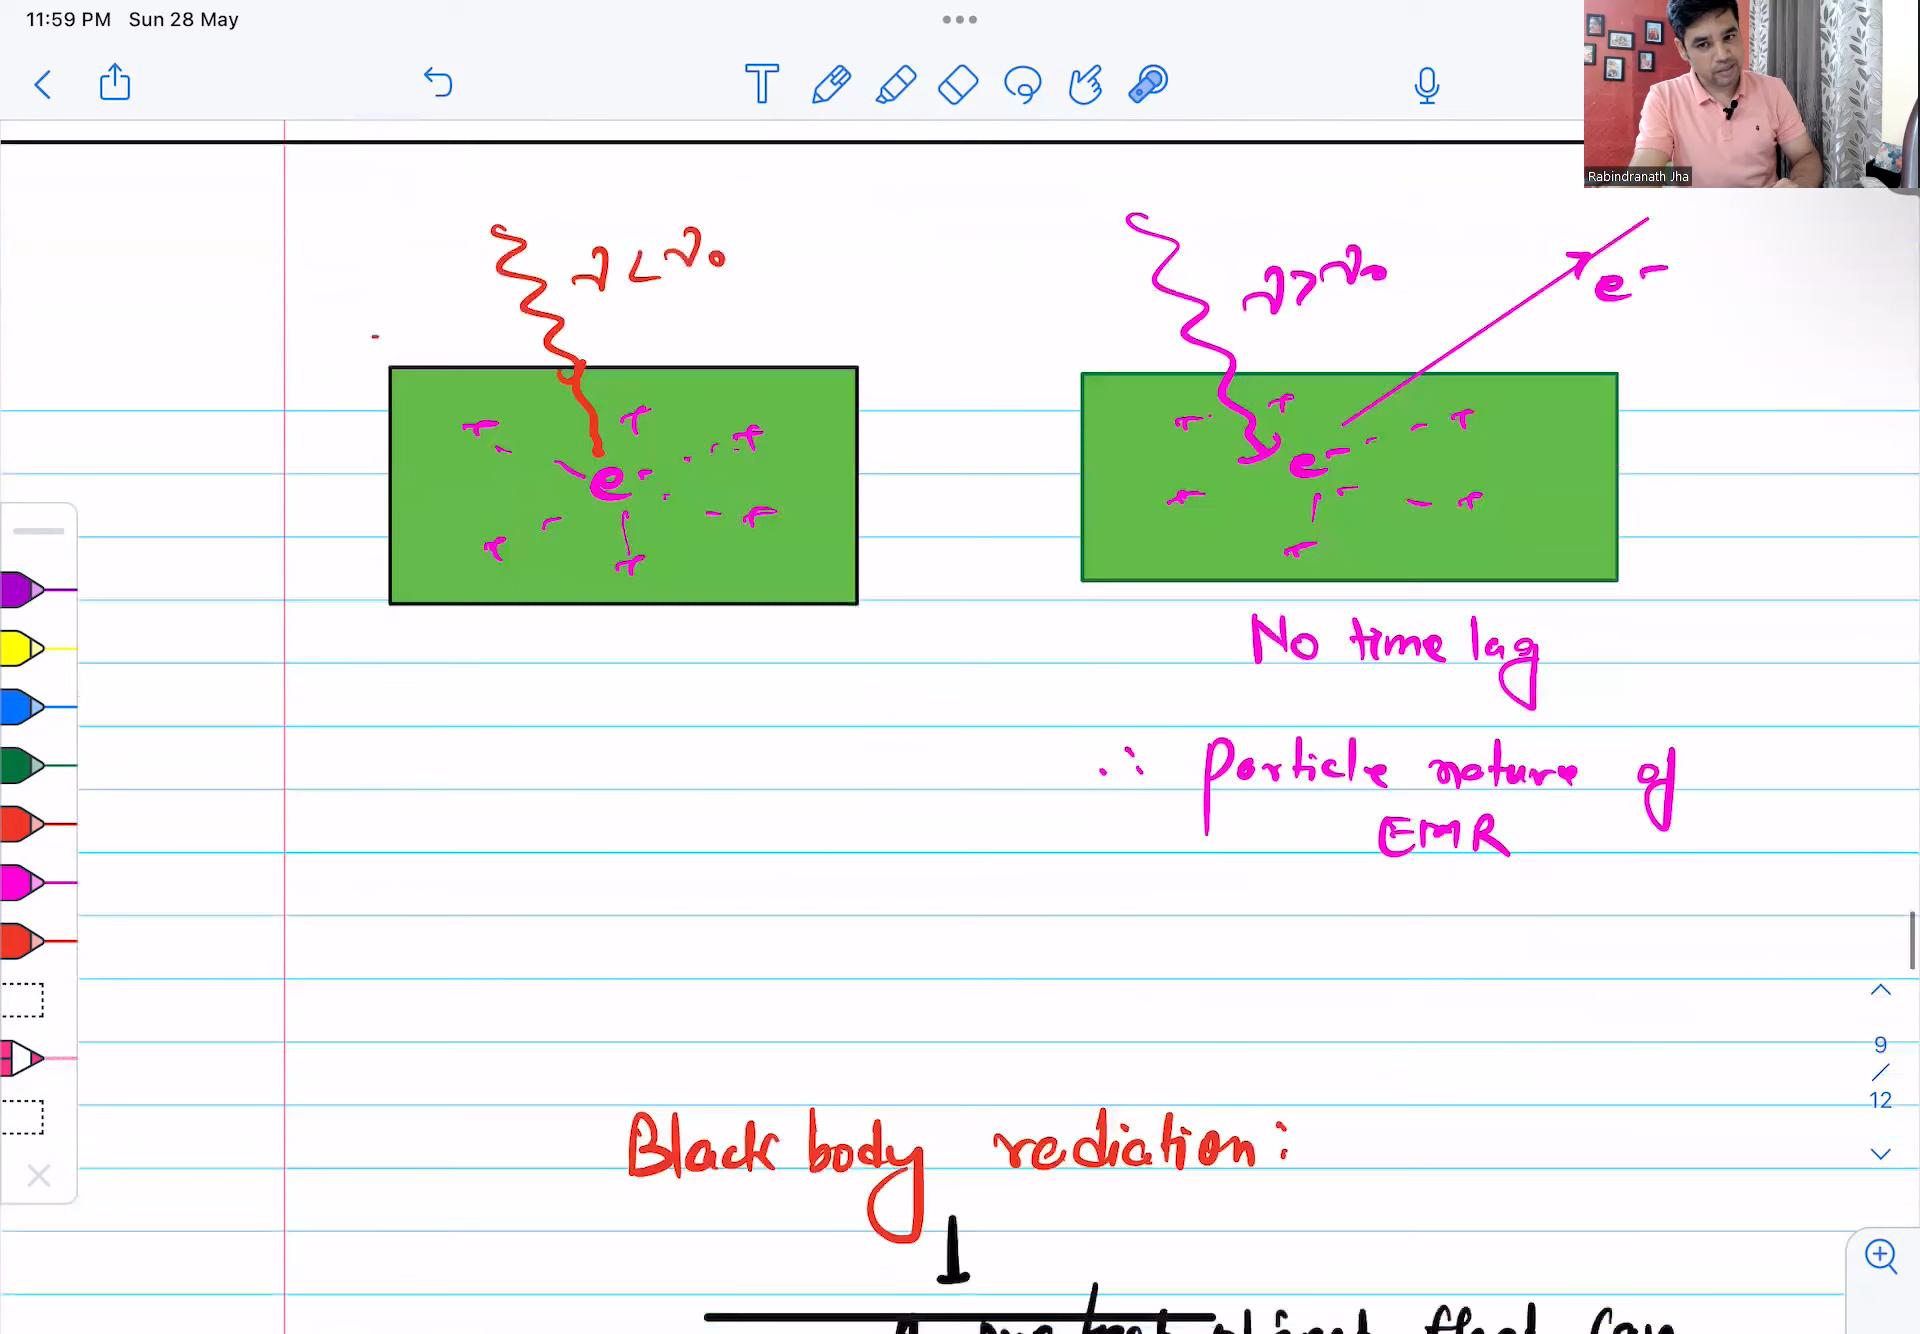 11:59 PM Sun 28 May
T
Rabindranath Jha
ν < ν₀
ν > ν₀
e⁻
e⁻
e⁻
No time lag
∴ Particle nature of
EMR
9
/
12
Black body radiation: